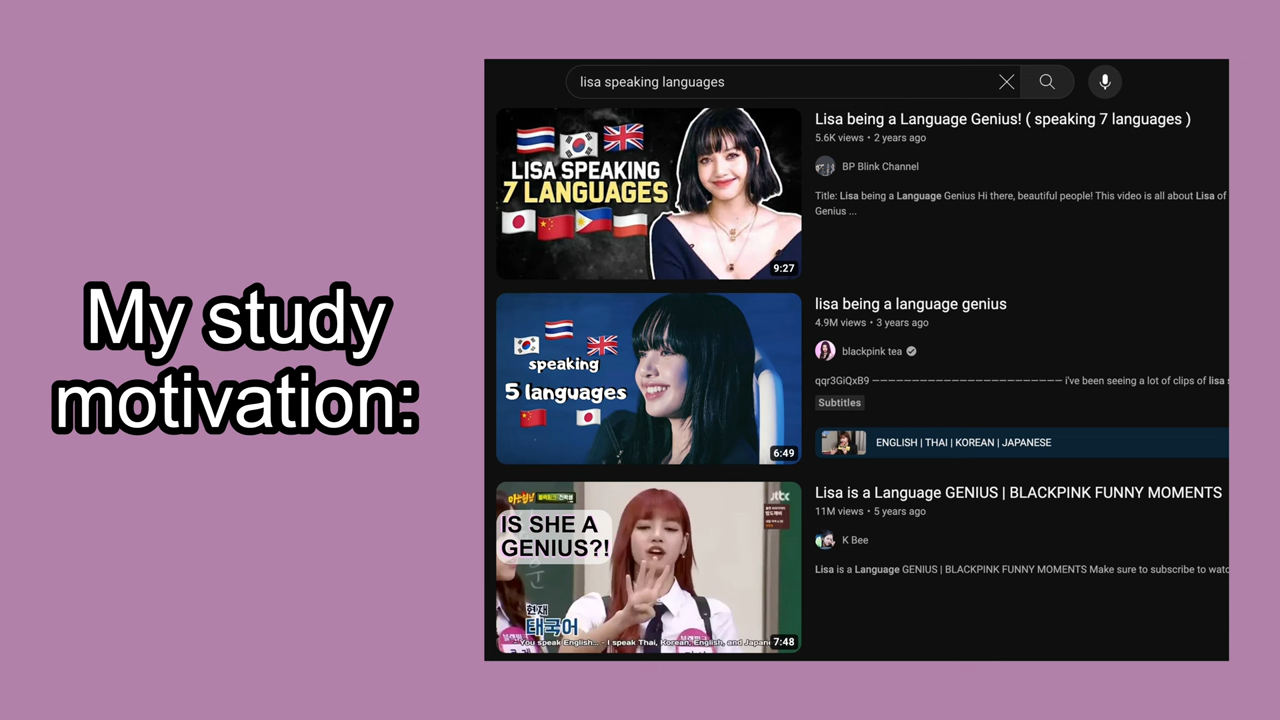 My study
motivation:
lisa speaking languages
LISA SPEAKING
7 LANGUAGES
9:27
Lisa being a Language Genius! ( speaking 7 languages )
5.6K views • 2 years ago
BP Blink Channel
Title: Lisa being a Language Genius Hi there, beautiful people! This video is all about Lisa of
Genius ...
speaking
5 languages
6:49
lisa being a language genius
4.9M views • 3 years ago
blackpink tea
qqr3GiQxB9 ———————————————————————— i've been seeing a lot of clips of lisa
Subtitles
ENGLISH | THAI | KOREAN | JAPANESE
아는형님
jtbc
IS SHE A
GENIUS?!
현재
태국어
You speak English... - I speak Thai, Korean, English, and Japan
7:48
Lisa is a Language GENIUS | BLACKPINK FUNNY MOMENTS
11M views • 5 years ago
K Bee
Lisa is a Language GENIUS | BLACKPINK FUNNY MOMENTS Make sure to subscribe to watc